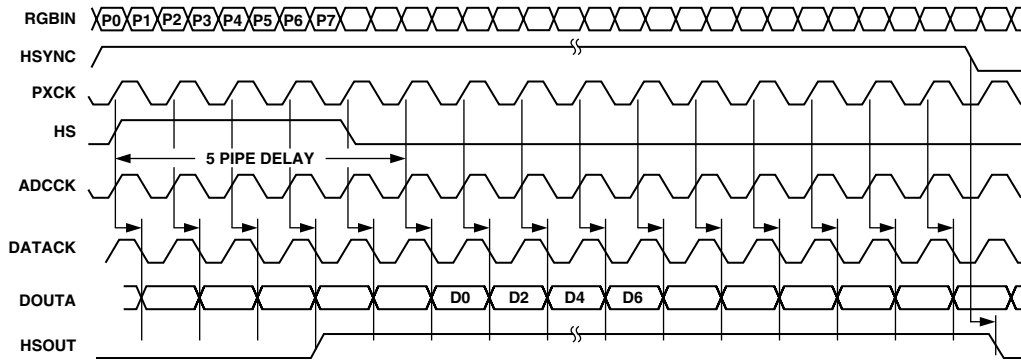 RGBIN P0 P1 P2 P3 P4 P5 P6 P7
HSYNC
PXCK
HS
5 PIPE DELAY
ADCCK
DATACK
DOUTA D0 D2 D4 D6
HSOUT